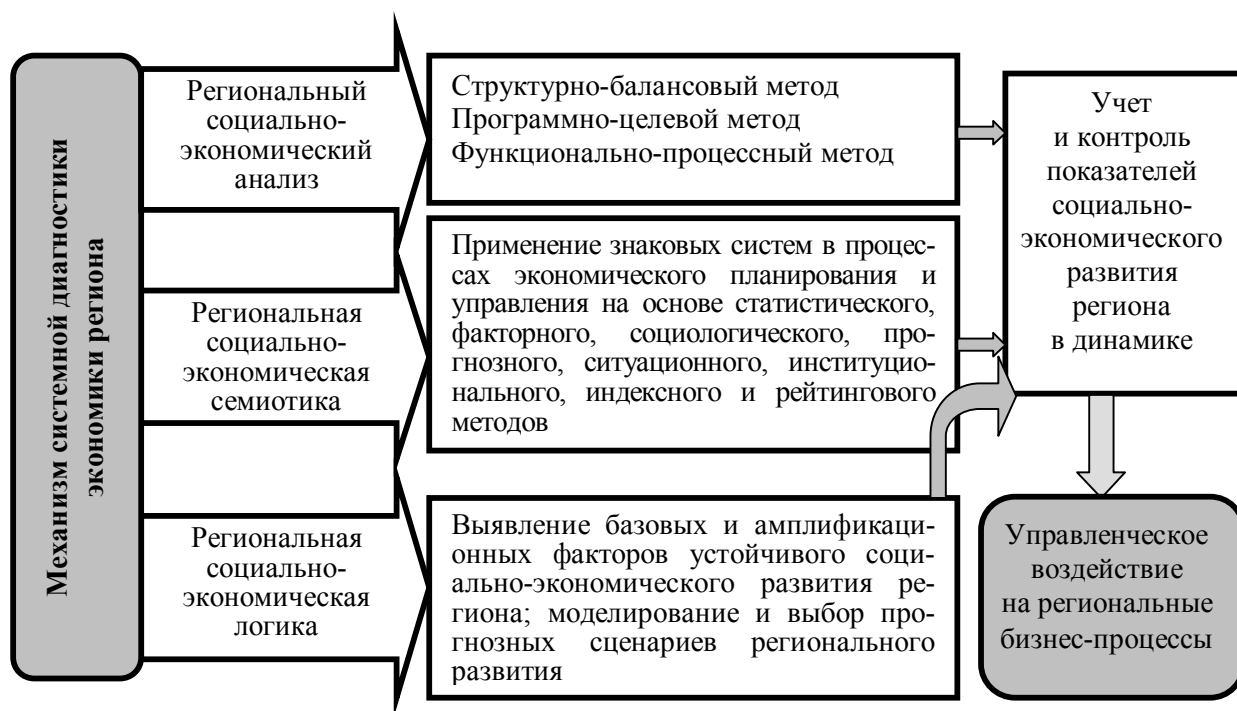 Механизм системной диагностики
экономики региона
Региональный
социально-
экономический
анализ
Структурно-балансовый метод
Программно-целевой метод
Функционально-процессный метод
Региональная
социально-
экономическая
семиотика
Применение знаковых систем в процес-
сах экономического планирования и
управления на основе статистического,
факторного, социологического, про-
гнозного, ситуационного, институцио-
нального, индексного и рейтингового
методов
Региональная
социально-
экономическая
логика
Выявление базовых и амплификаци-
онных факторов устойчивого соци-
ально-экономического развития ре-
гиона; моделирование и выбор про-
гнозных сценариев регионального
развития
Учет
и контроль
показателей
социально-
экономического
развития
региона
в динамике
Управленческое
воздействие
на региональные
бизнес-процессы